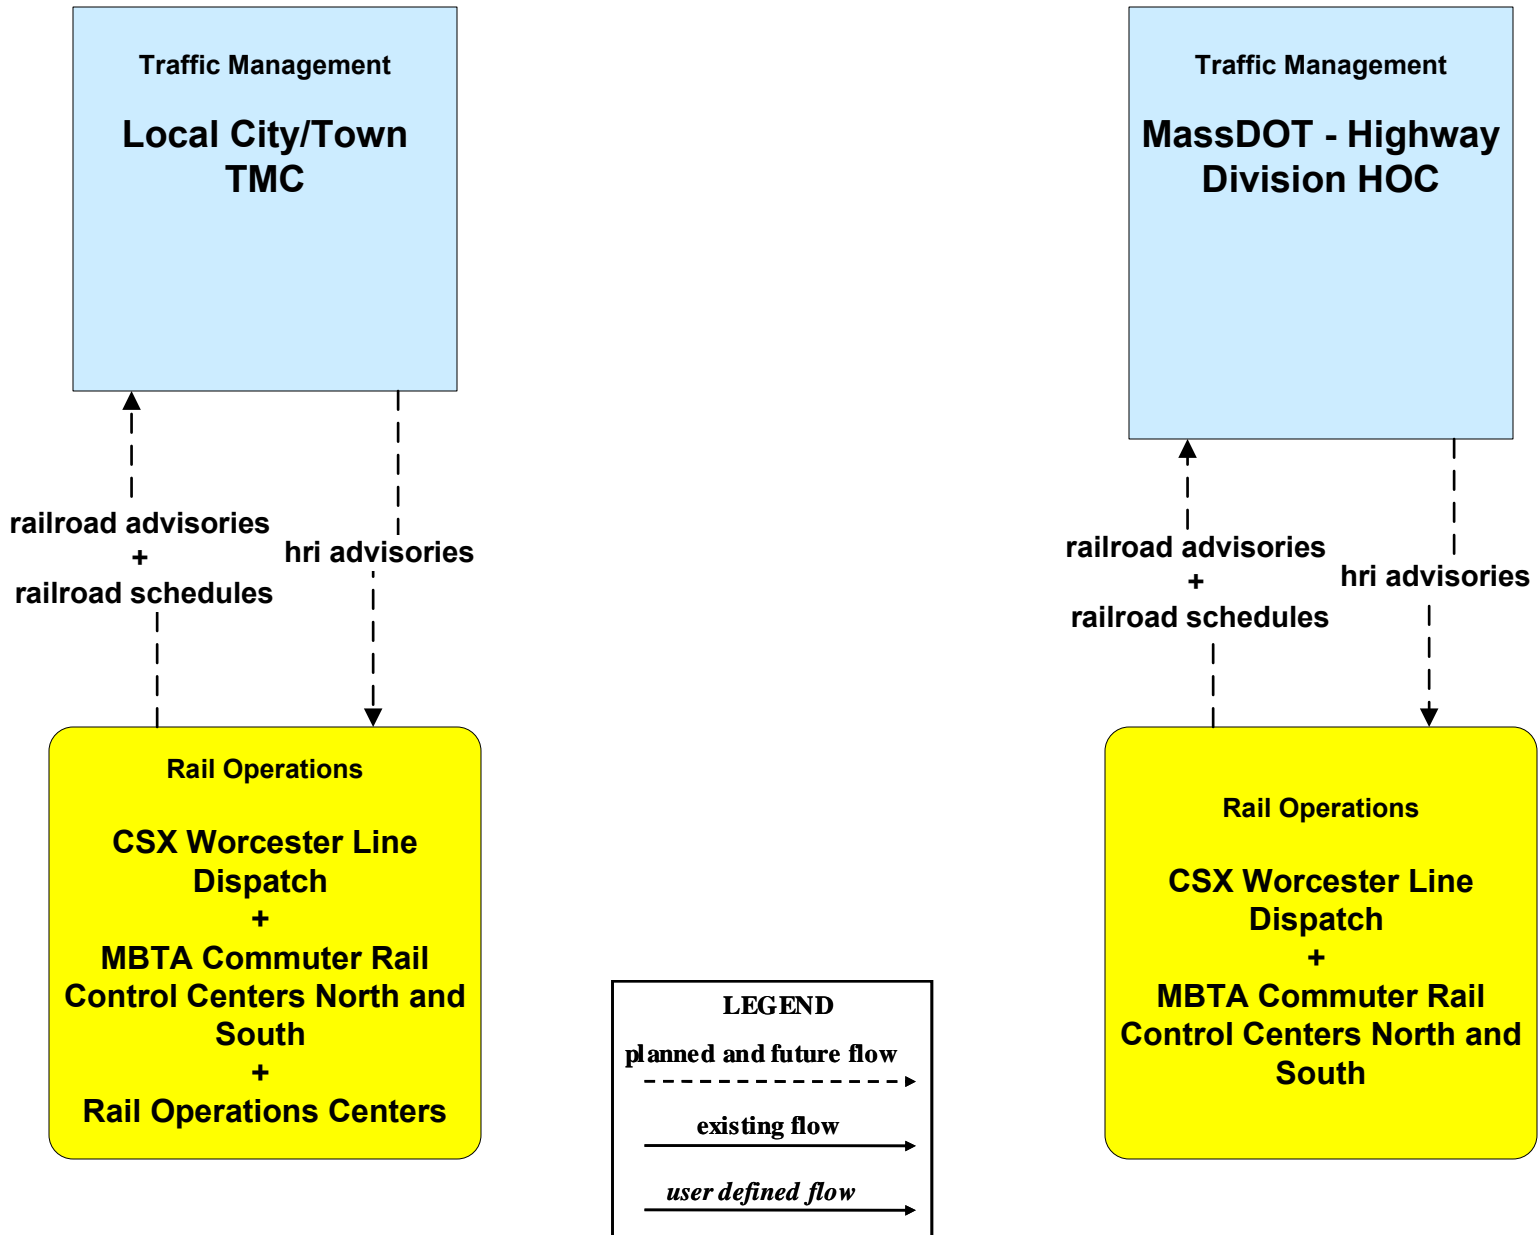 Traffic Management
Local City/Town
TMC
railroad advisories
+
railroad schedules
hri advisories
Rail Operations
CSX Worcester Line
Dispatch
+
MBTA Commuter Rail
Control Centers North and
South
+
Rail Operations Centers
LEGEND
planned and future flow
existing flow
user defined flow
Traffic Management
MassDOT - Highway
Division HOC
railroad advisories
+
railroad schedules
hri advisories
Rail Operations
CSX Worcester Line
Dispatch
+
MBTA Commuter Rail
Control Centers North and
South